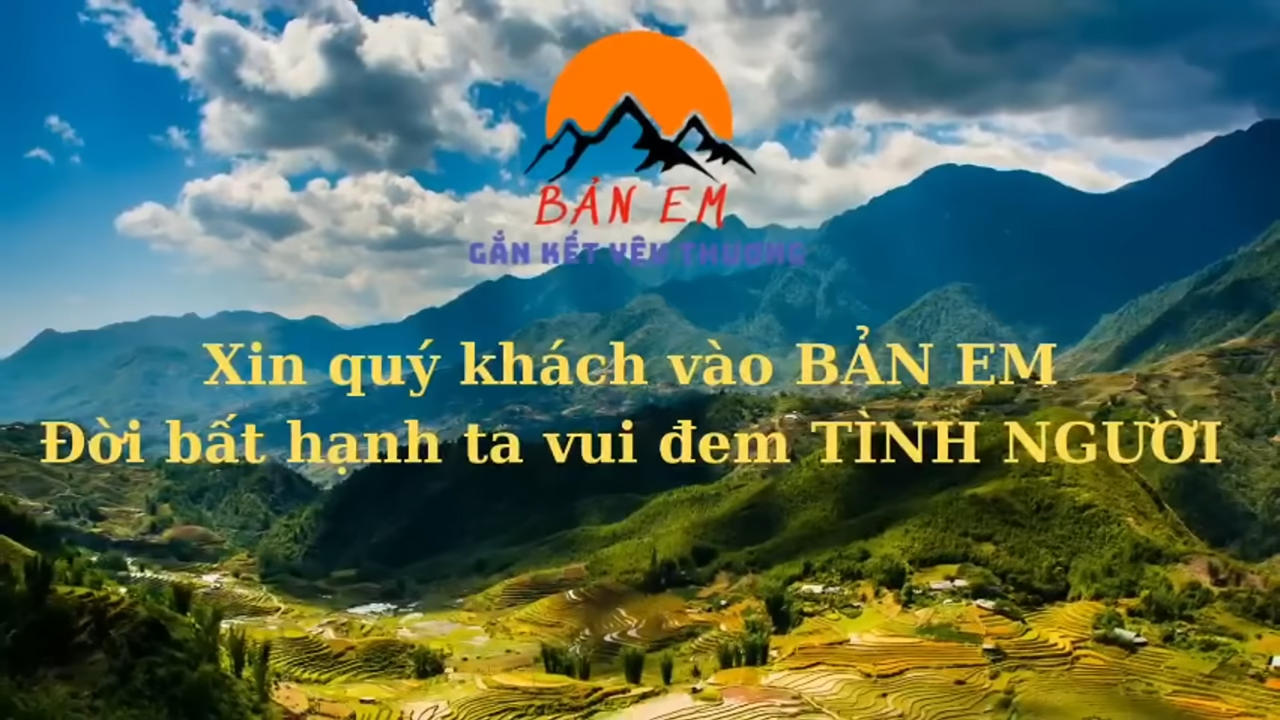 BẢN EM
GẮN KẾT YÊU THƯƠNG
Xin quý khách vào BẢN EM
Đời bất hạnh ta vui đem TÌNH NGƯỜI